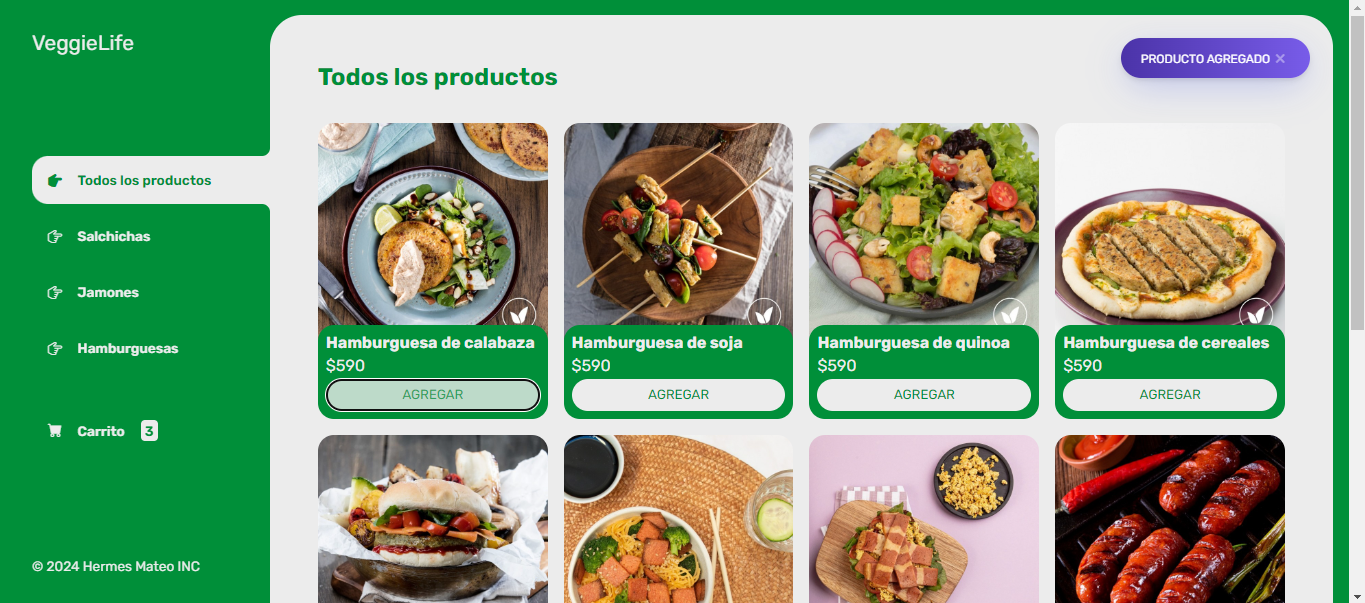 VeggieLife
Todos los productos
Salchichas
Jamones
Hamburguesas
Carrito 3
© 2024 Hermes Mateo INC
Todos los productos
PRODUCTO AGREGADO ✕
Hamburguesa de calabaza
$590
AGREGAR
Hamburguesa de soja
$590
AGREGAR
Hamburguesa de quinoa
$590
AGREGAR
Hamburguesa de cereales
$590
AGREGAR